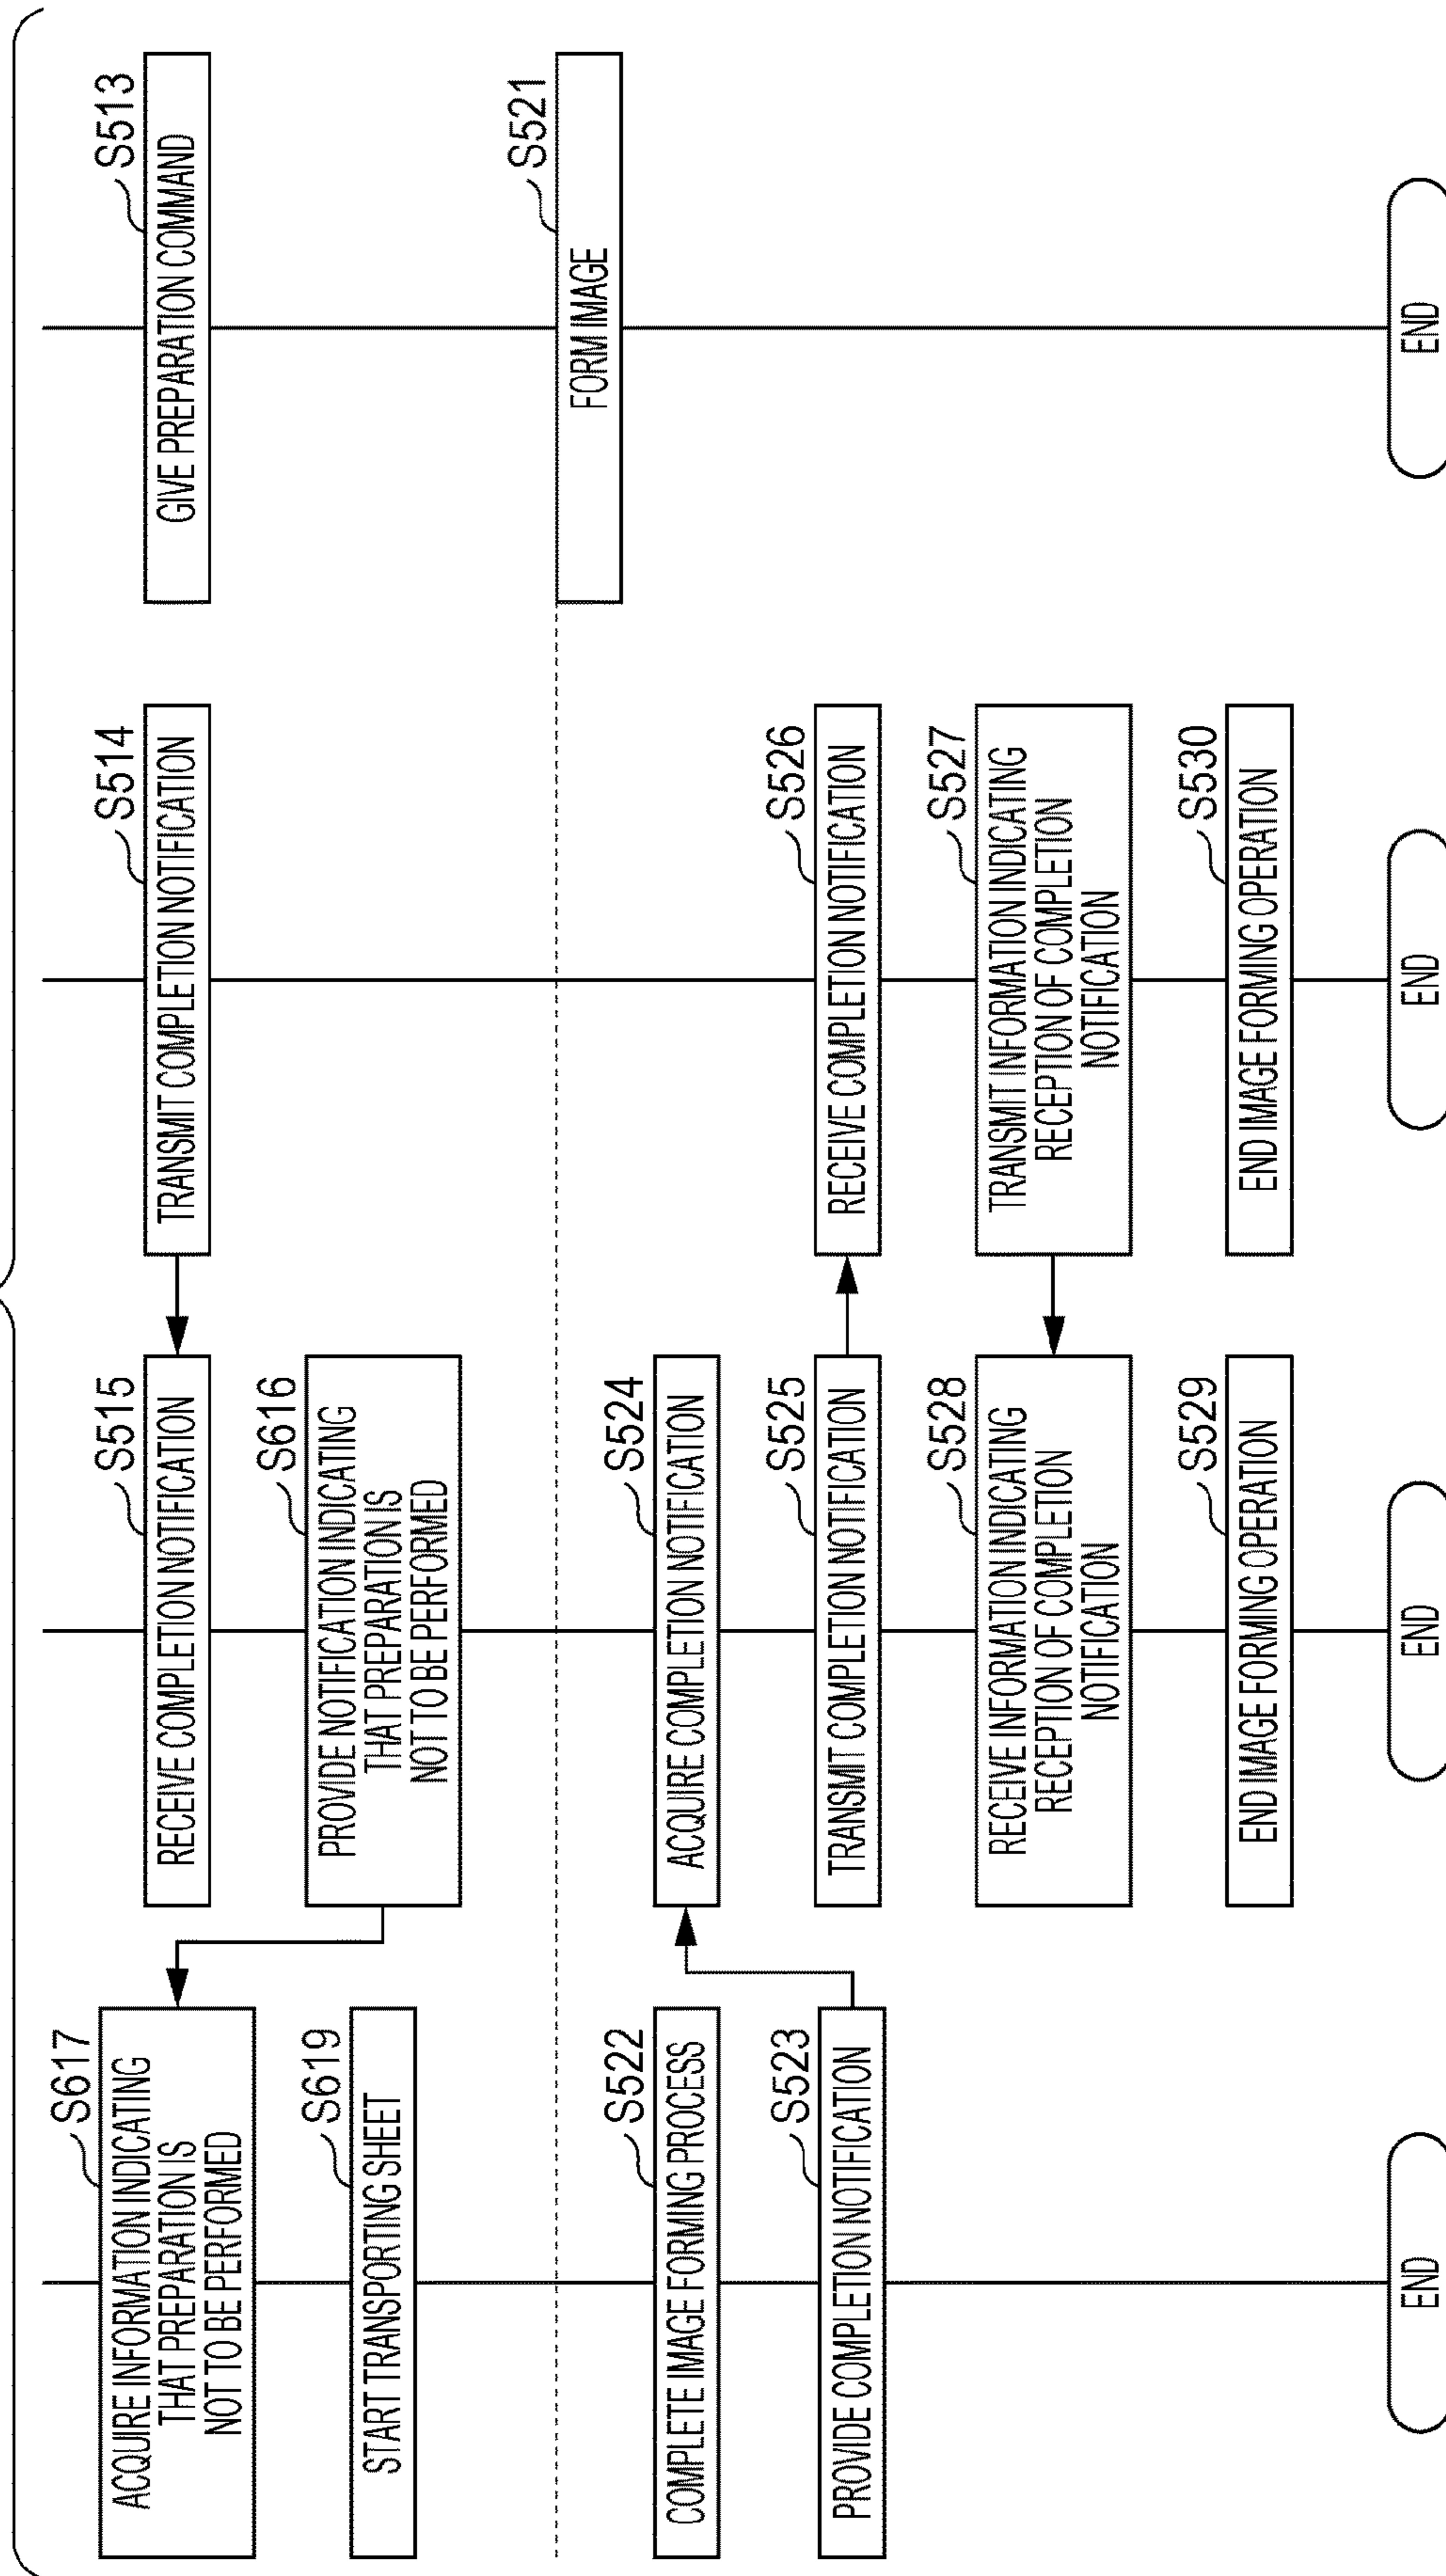 S617
ACQUIRE INFORMATION INDICATING
THAT PREPARATION IS
NOT TO BE PERFORMED
S619
START TRANSPORTING SHEET
S522
COMPLETE IMAGE FORMING PROCESS
S523
PROVIDE COMPLETION NOTIFICATION
END
S515
RECEIVE COMPLETION NOTIFICATION
S616
PROVIDE NOTIFICATION INDICATING
THAT PREPARATION IS
NOT TO BE PERFORMED
S524
ACQUIRE COMPLETION NOTIFICATION
S525
TRANSMIT COMPLETION NOTIFICATION
S528
RECEIVE INFORMATION INDICATING
RECEPTION OF COMPLETION
NOTIFICATION
S529
END IMAGE FORMING OPERATION
END
S514
TRANSMIT COMPLETION NOTIFICATION
S526
RECEIVE COMPLETION NOTIFICATION
S527
TRANSMIT INFORMATION INDICATING
RECEPTION OF COMPLETION
NOTIFICATION
S530
END IMAGE FORMING OPERATION
END
S513
GIVE PREPARATION COMMAND
S521
FORM IMAGE
END